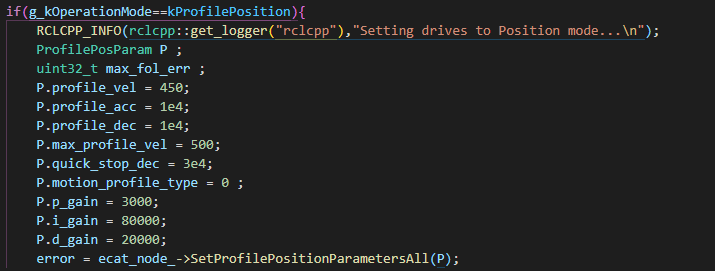 if(g_kOperationMode==kProfilePosition){
RCLCPP_INFO(rclcpp::get_logger("rclcpp"),"Setting drives to Position mode...\n");
ProfilePosParam P ;
uint32_t max_fol_err ;
P.profile_vel = 450;
P.profile_acc = 1e4;
P.profile_dec = 1e4;
P.max_profile_vel = 500;
P.quick_stop_dec = 3e4;
P.motion_profile_type = 0 ;
P.p_gain = 3000;
P.i_gain = 80000;
P.d_gain = 20000;
error = ecat_node_->SetProfilePositionParametersAll(P);